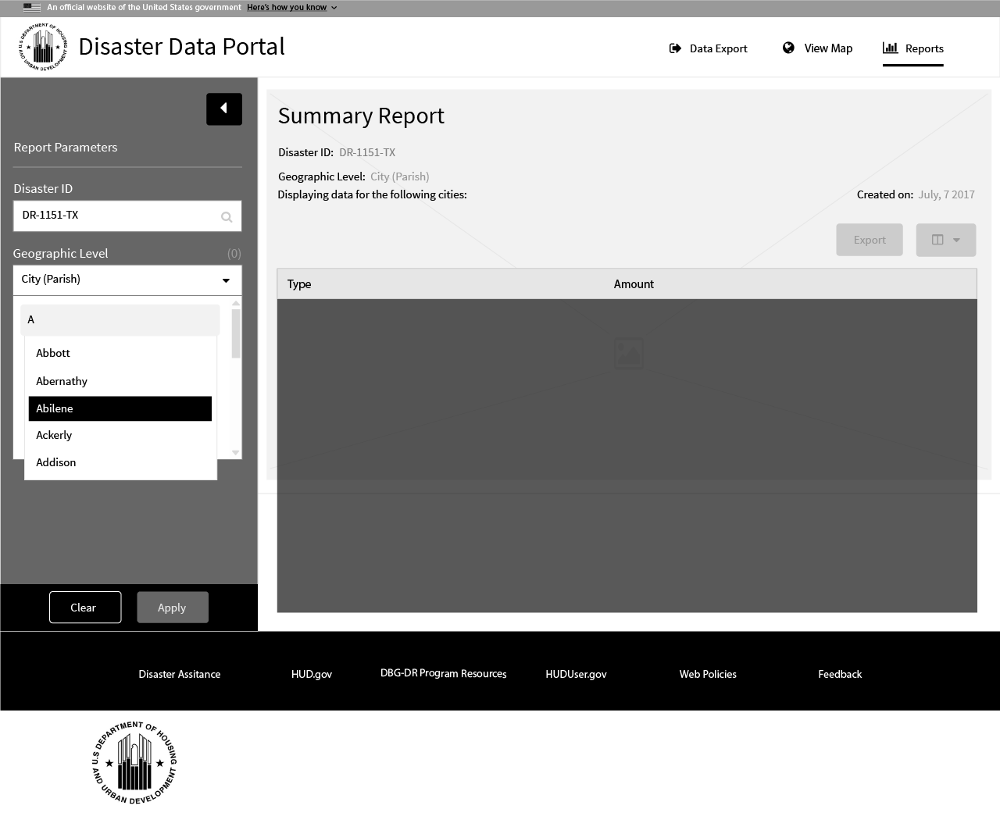 An official website of the United States government Here's how you know
U.S DEPARTMENT OF HOUSING AND URBAN DEVELOPMENT
Disaster Data Portal
Data Export
View Map
Reports
Report Parameters
Disaster ID
DR-1151-TX
Geographic Level (0)
City (Parish)
A
Abbott
Abernathy
Abilene
Ackerly
Addison
Clear
Apply
Summary Report
Disaster ID: DR-1151-TX
Geographic Level: City (Parish)
Displaying data for the following cities:
Created on: July, 7 2017
Export
Type Amount
Disaster Assitance
HUD.gov
DBG-DR Program Resources
HUDUser.gov
Web Policies
Feedback
U.S DEPARTMENT OF HOUSING AND URBAN DEVELOPMENT